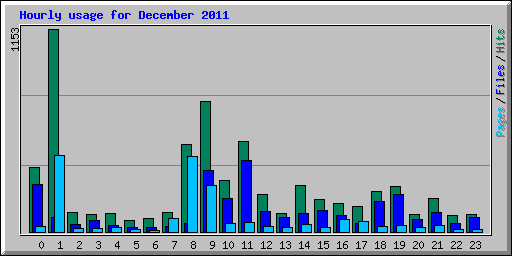 Hourly usage for December 2011
1153
Pages/Files/Hits
0 1 2 3 4 5 6 7 8 9 10 11 12 13 14 15 16 17 18 19 20 21 22 23